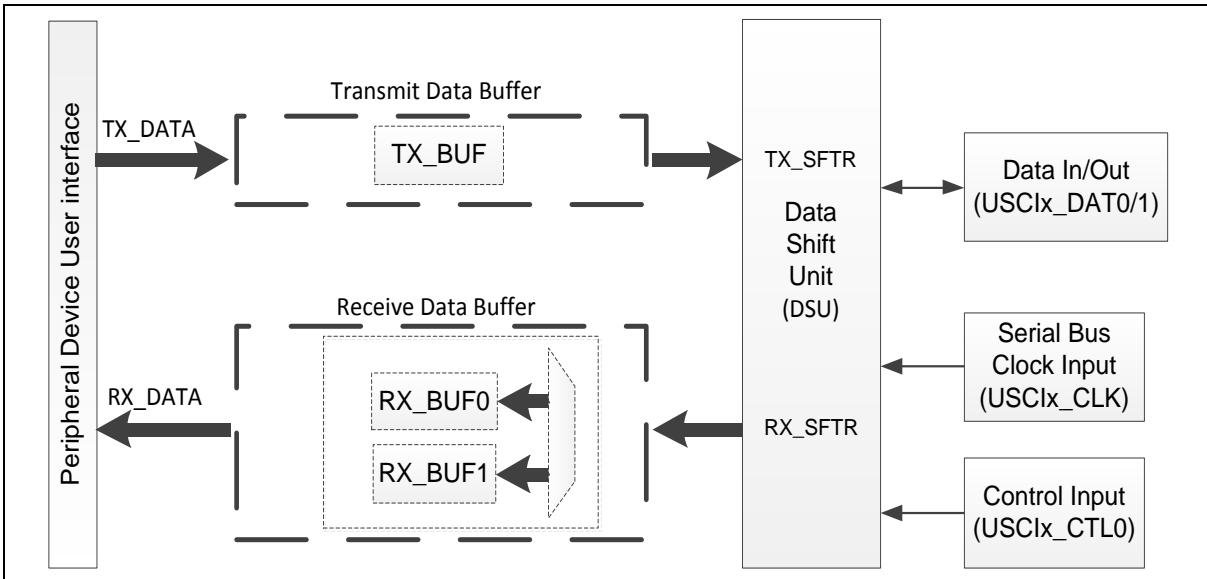 Peripheral Device User interface
Transmit Data Buffer
TX_DATA
TX_BUF
TX_SFTR
Data
Shift
Unit
(DSU)
RX_SFTR
Receive Data Buffer
RX_DATA
RX_BUF0
RX_BUF1
Data In/Out
(USCIx_DAT0/1)
Serial Bus
Clock Input
(USCIx_CLK)
Control Input
(USCIx_CTL0)